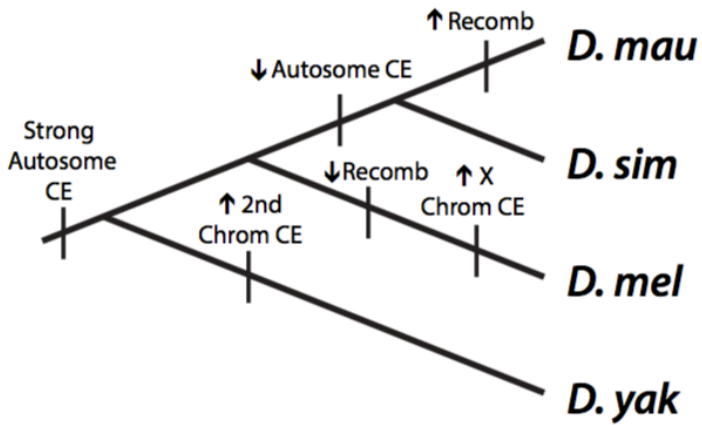 ↑ Recomb
D. mau
↓ Autosome CE
Strong
Autosome
CE
D. sim
↓Recomb
↑ X
Chrom CE
↑ 2nd
Chrom CE
D. mel
D. yak